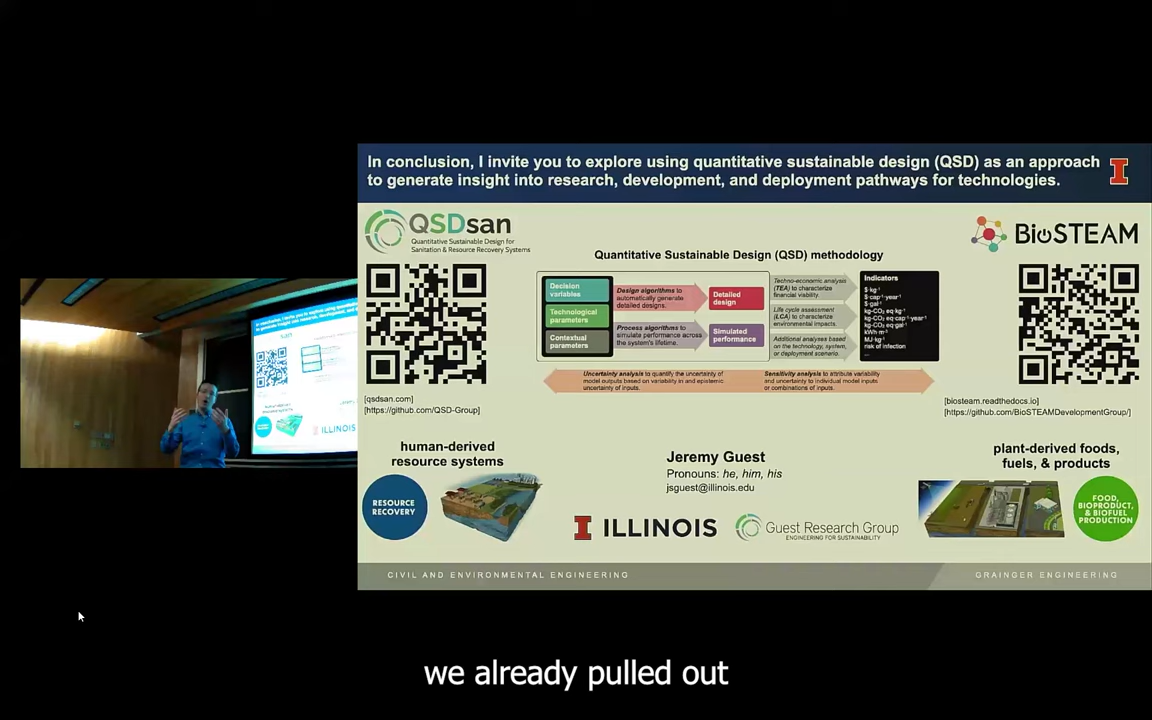 In conclusion, I invite you to explore using quantitative sustainable design (QSD) as an approach
to generate insight into research, development, and deployment pathways for technologies.
QSDsan
Quantitative Sustainable Design for
Sanitation & Resource Recovery Systems
BioSTEAM
Quantitative Sustainable Design (QSD) methodology
Decision
variables
Technological
parameters
Contextual
parameters
Design algorithms to
automatically generate
detailed designs.
Process algorithms to
simulate performance across
the system's lifetime.
Detailed
design
Simulated
performance
Techno-economic analysis
(TEA) to characterize
financial viability.
Life cycle assessment
(LCA) to characterize
environmental impacts.
Additional analyses based
on the technology, system,
or deployment scenario.
Indicators
$·kg⁻¹
$·cap⁻¹·year⁻¹
$·gal⁻¹
kg-CO₂ eq·kg⁻¹
kg-CO₂ eq·cap⁻¹·year⁻¹
kg-CO₂ eq·gal⁻¹
kWh·m⁻³
MJ·kg⁻¹
risk of infection
...
Uncertainty analysis to quantify the uncertainty of
model outputs based on variability in and epistemic
uncertainty of inputs.
Sensitivity analysis to attribute variability
and uncertainty to individual model inputs
or combinations of inputs.
[qsdsan.com]
[https://github.com/QSD-Group]
[biosteam.readthedocs.io]
[https://github.com/BioSTEAMDevelopmentGroup/]
human-derived
resource systems
RESOURCE
RECOVERY
Jeremy Guest
Pronouns: he, him, his
jsguest@illinois.edu
I ILLINOIS
Guest Research Group
ENGINEERING FOR SUSTAINABILITY
plant-derived foods,
fuels, & products
FOOD,
BIOPRODUCT,
& BIOFUEL
PRODUCTION
CIVIL AND ENVIRONMENTAL ENGINEERING
GRAINGER ENGINEERING
ILLINOIS
we already pulled out